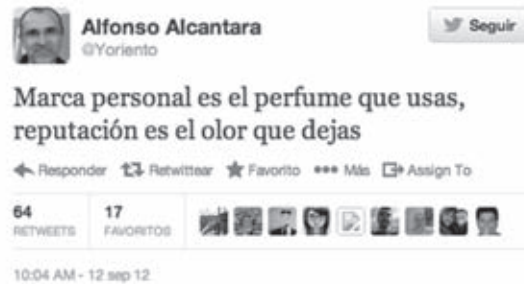 Alfonso Alcantara
@Yoriento
Seguir
Marca personal es el perfume que usas,
reputación es el olor que dejas
Responder Retwittear Favorito Más Assign To
64 RETWEETS
17 FAVORITOS
10:04 AM - 12 sep 12